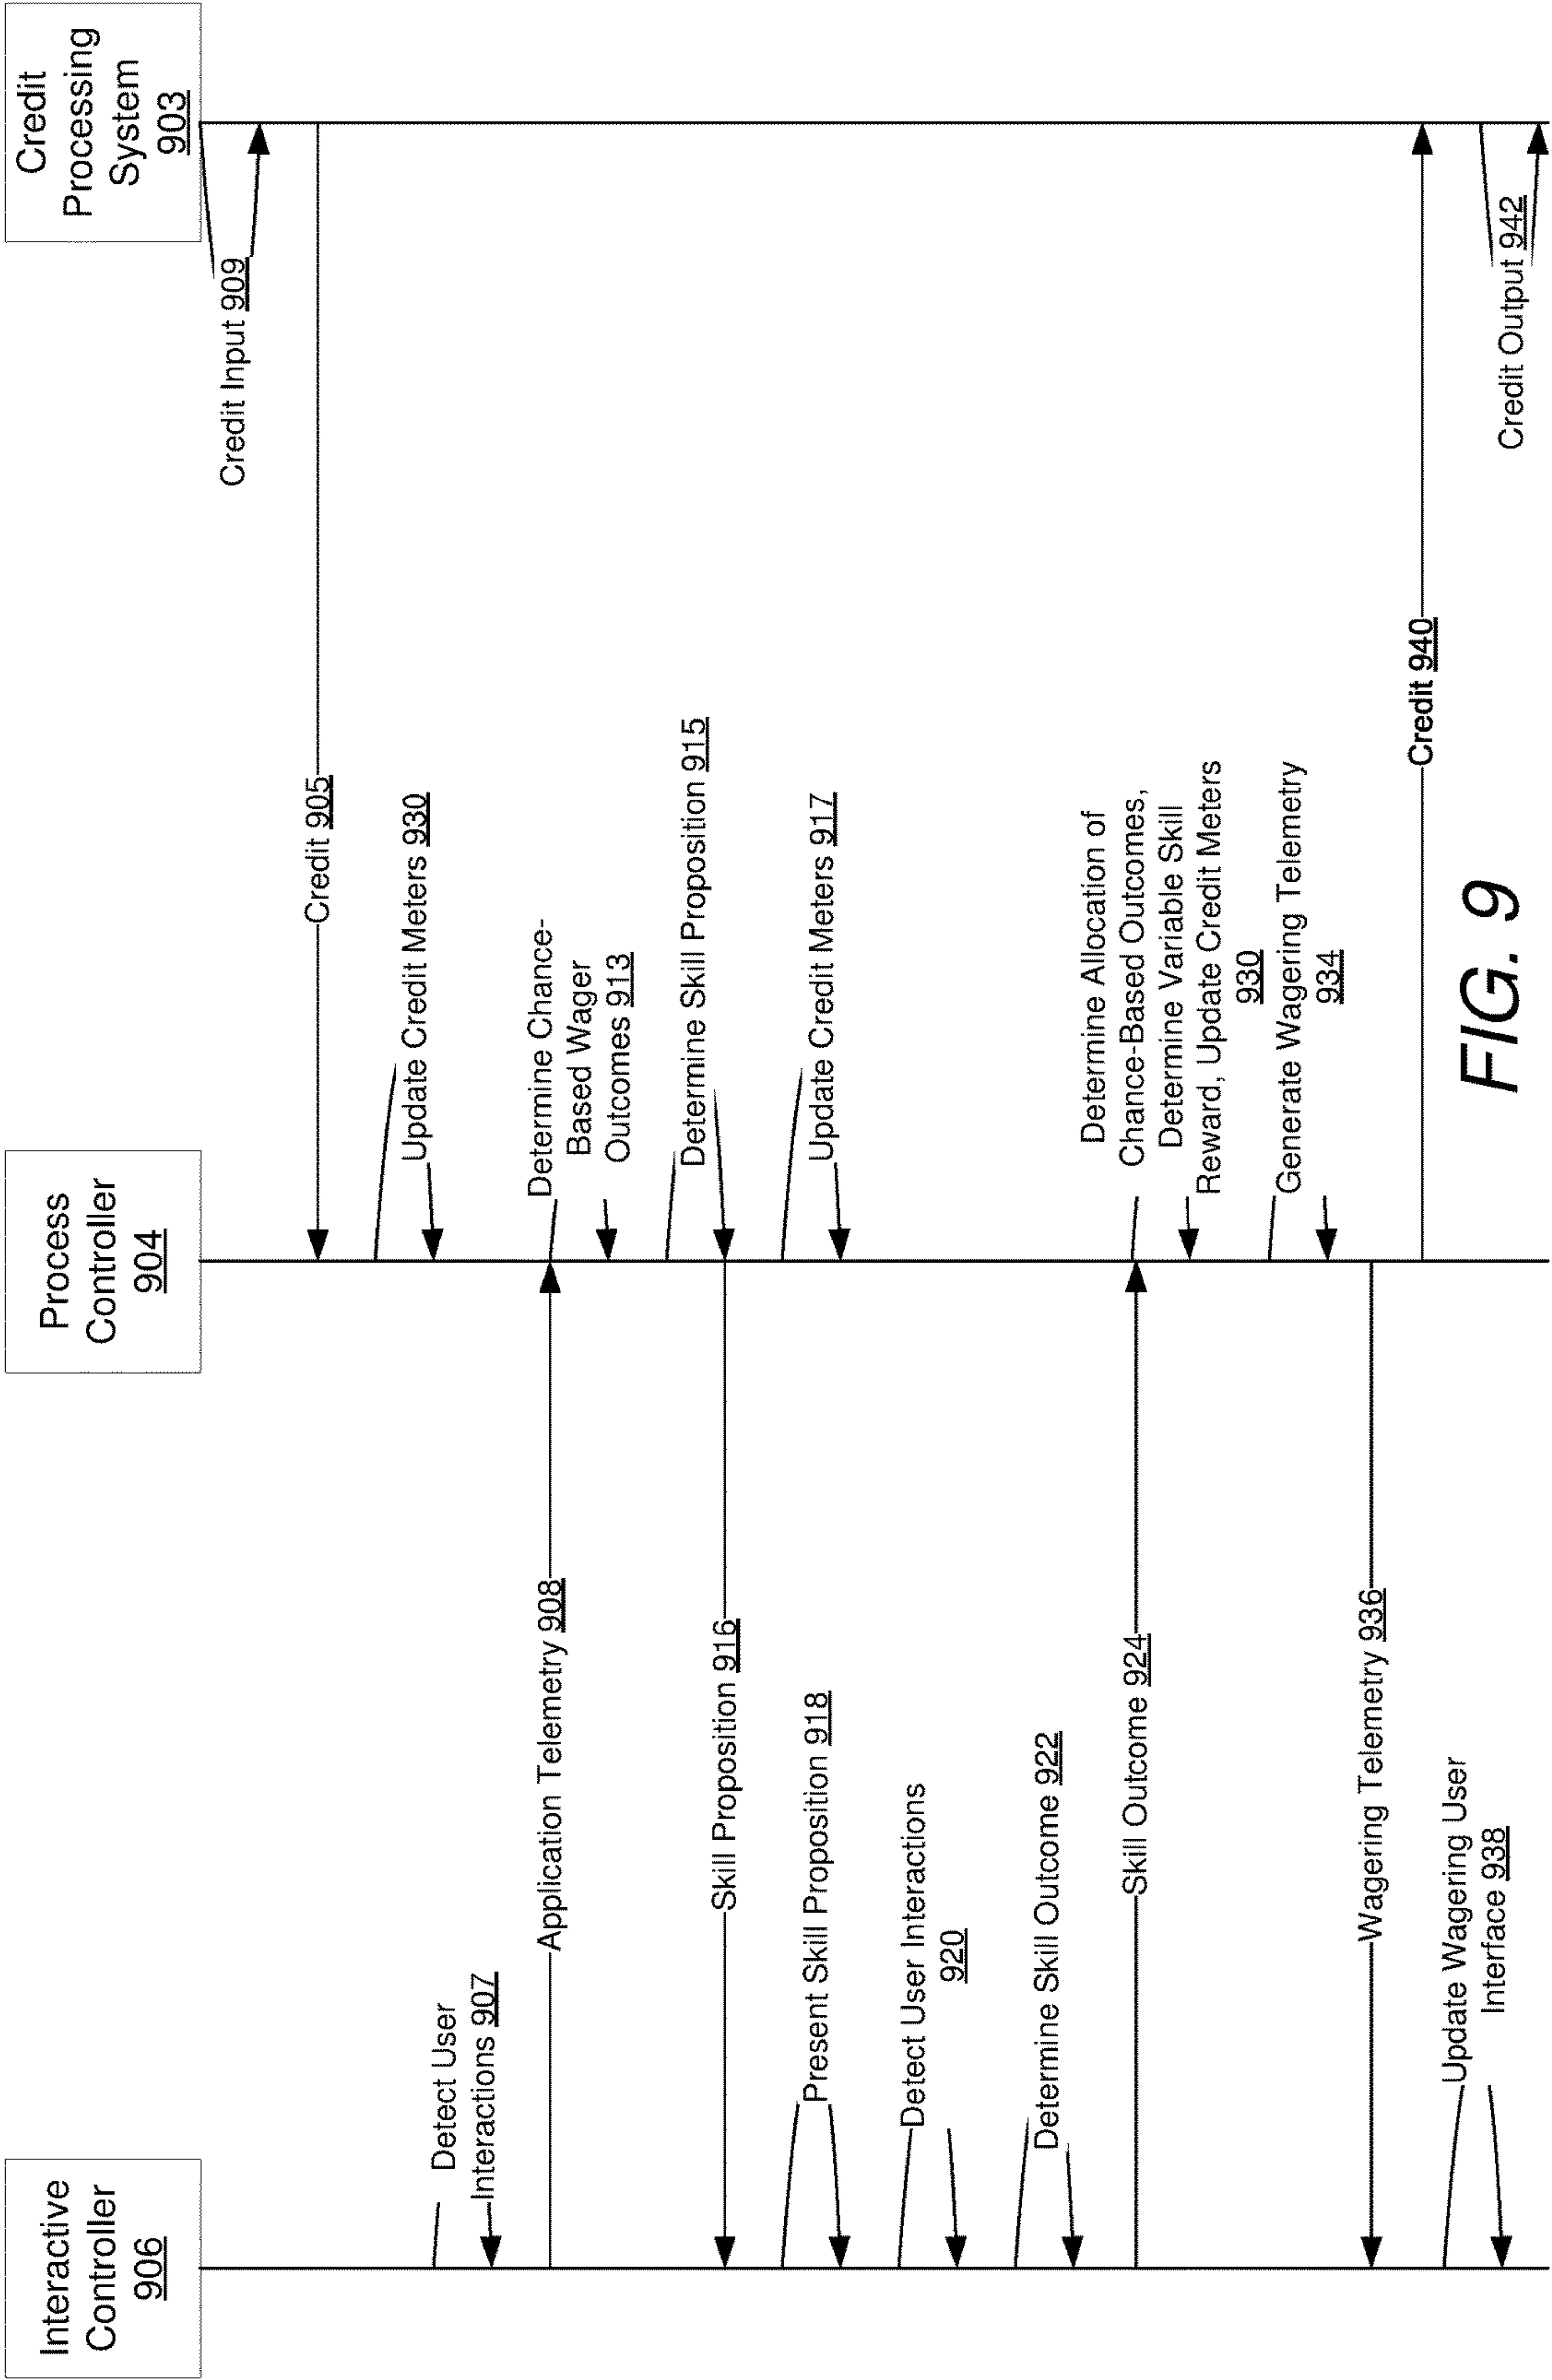 Interactive
Controller
906
Process
Controller
904
Credit
Processing
System
903
Credit Input 909
Credit 905
Update Credit Meters 930
Detect User
Interactions 907
Application Telemetry 908
Determine Chance-
Based Wager
Outcomes 913
Determine Skill Proposition 915
Skill Proposition 916
Update Credit Meters 917
Present Skill Proposition 918
Detect User Interactions
920
Determine Skill Outcome 922
Skill Outcome 924
Determine Allocation of
Chance-Based Outcomes,
Determine Variable Skill
Reward, Update Credit Meters
930
Generate Wagering Telemetry
934
Wagering Telemetry 936
Credit 940
Update Wagering User
Interface 938
Credit Output 942
FIG. 9